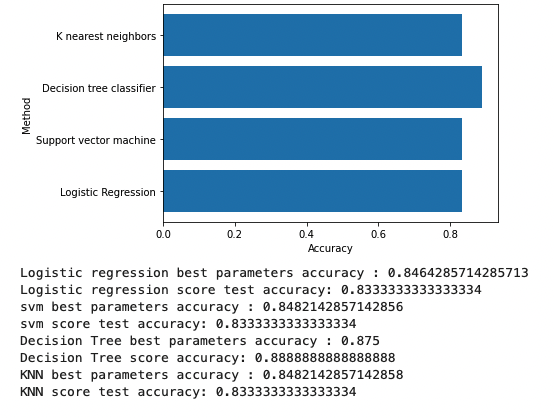 K nearest neighbors
Decision tree classifier
Support vector machine
Logistic Regression
Method
0.0 0.2 0.4 0.6 0.8
Accuracy
Logistic regression best parameters accuracy : 0.8464285714285713
Logistic regression score test accuracy: 0.8333333333333334
svm best parameters accuracy : 0.8482142857142856
svm score test accuracy: 0.8333333333333334
Decision Tree best parameters accuracy : 0.875
Decision Tree score accuracy: 0.8888888888888888
KNN best parameters accuracy : 0.8482142857142858
KNN score test accuracy: 0.8333333333333334